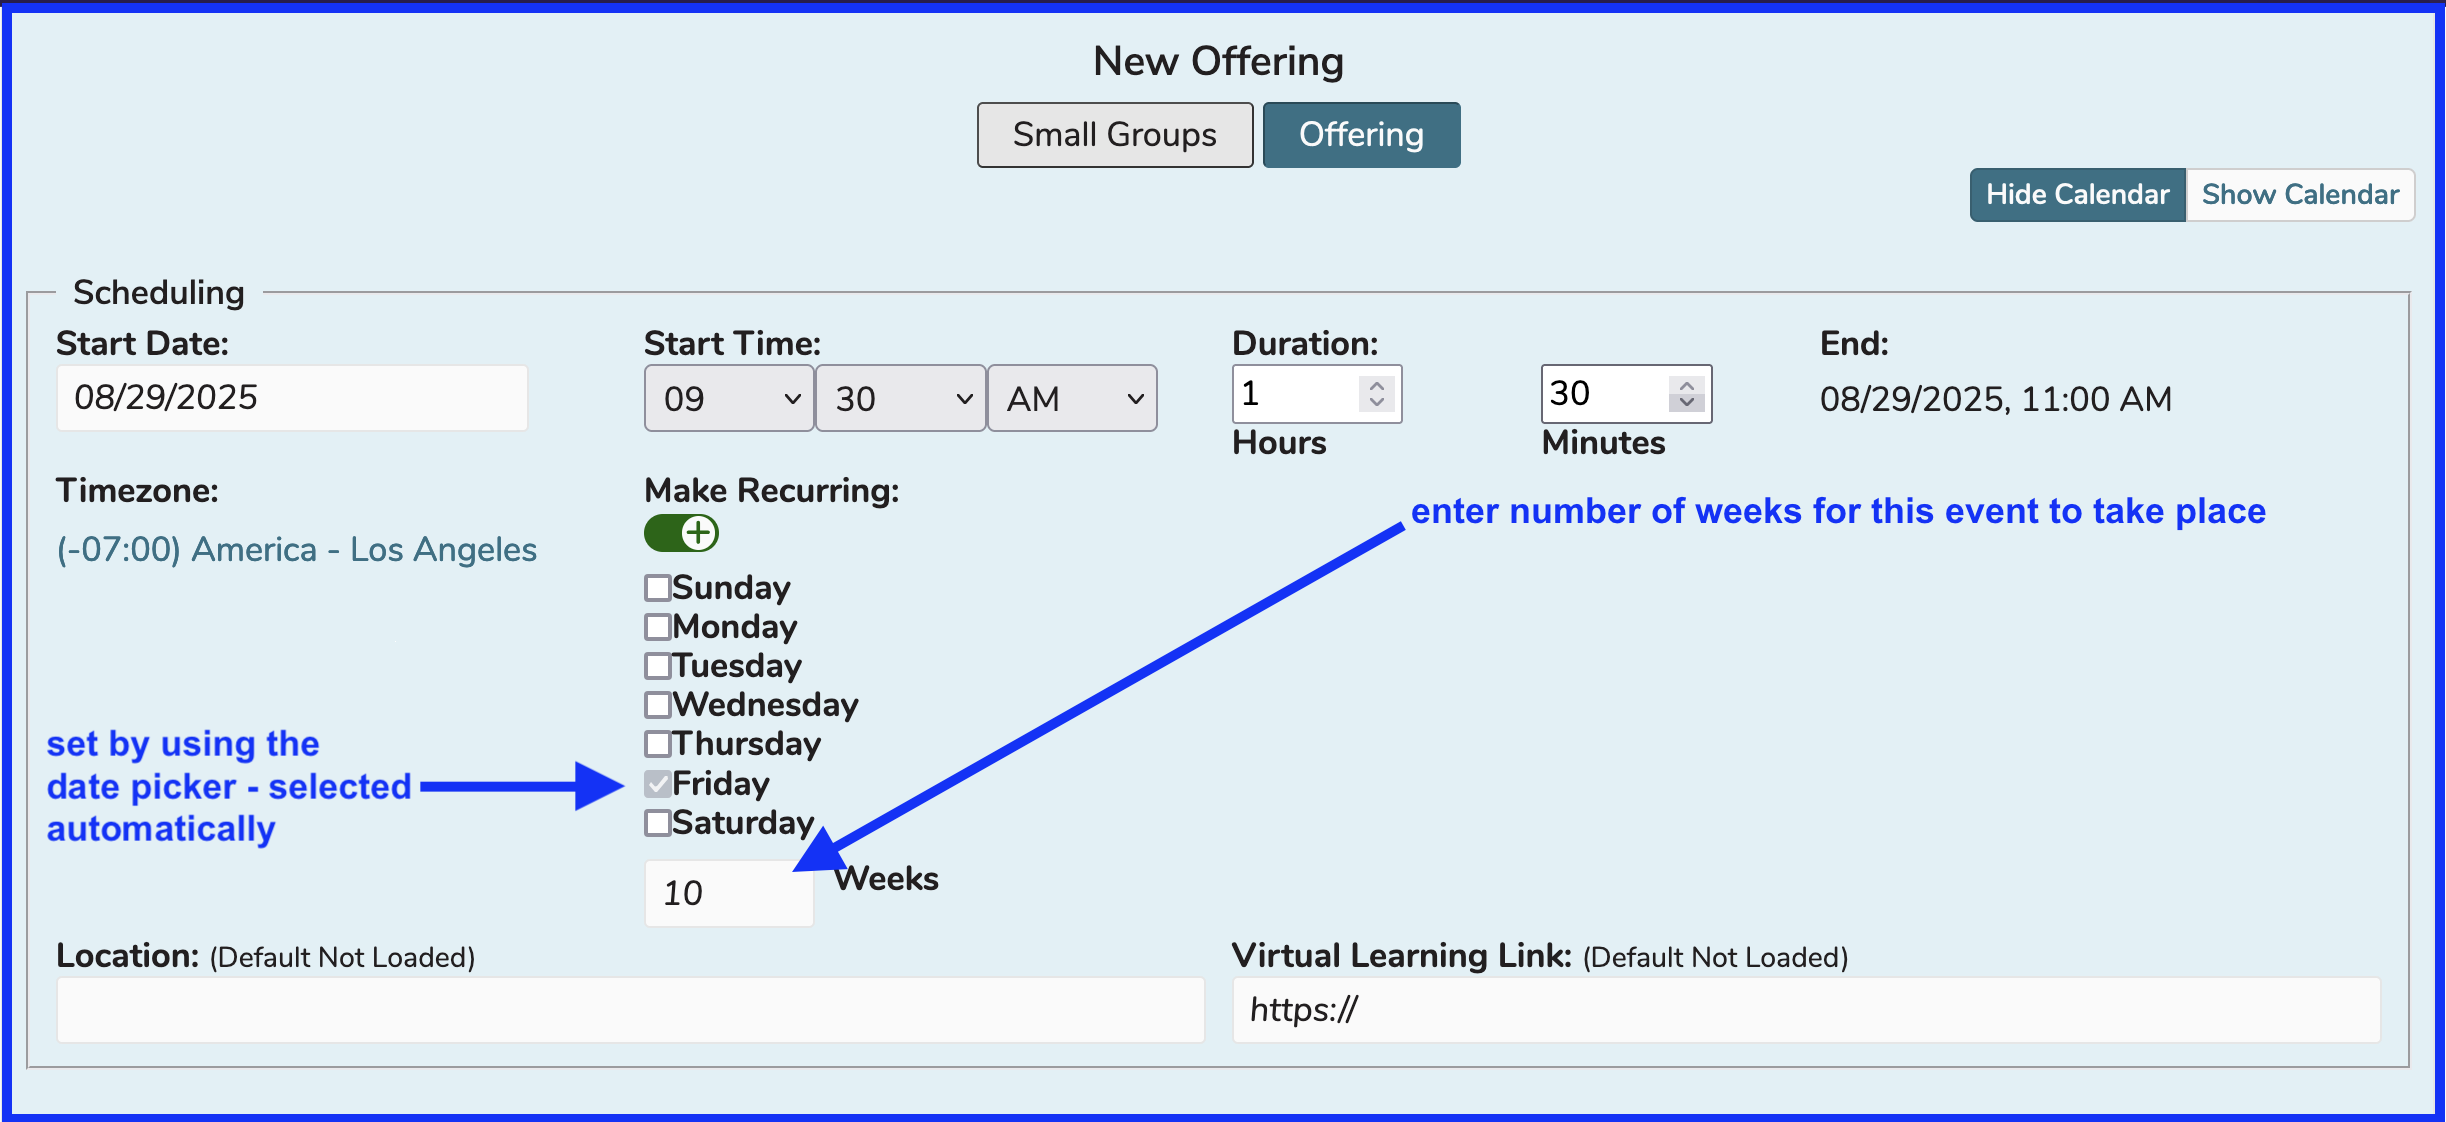 New Offering
Small Groups
Offering
Hide Calendar
Show Calendar
Scheduling
Start Date:
Start Time:
Duration:
End:
08/29/2025
09
30
AM
1
30
08/29/2025, 11:00 AM
Hours
Minutes
Timezone:
Make Recurring:
enter number of weeks for this event to take place
(-07:00) America - Los Angeles
Sunday
Monday
Tuesday
Wednesday
Thursday
Friday
Saturday
set by using the
date picker - selected
automatically
10
Weeks
Location: (Default Not Loaded)
Virtual Learning Link: (Default Not Loaded)
https://